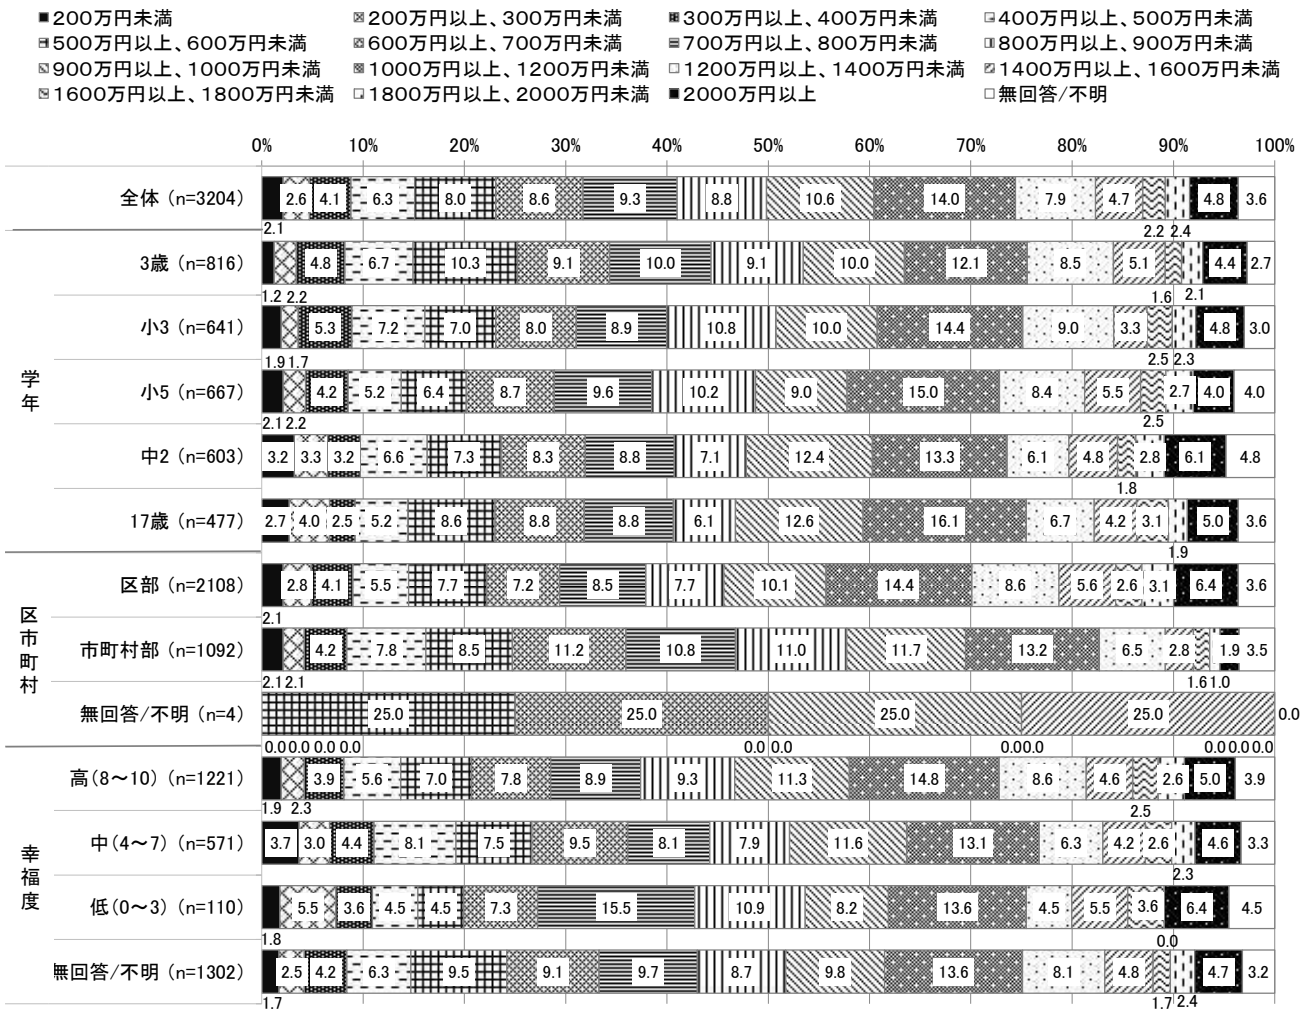 ■200万円未満 200万円以上、300万円未満 300万円以上、400万円未満 400万円以上、500万円未満
500万円以上、600万円未満 600万円以上、700万円未満 700万円以上、800万円未満 800万円以上、900万円未満
900万円以上、1000万円未満 1000万円以上、1200万円未満 1200万円以上、1400万円未満 1400万円以上、1600万円未満
1600万円以上、1800万円未満 1800万円以上、2000万円未満 ■2000万円以上 □無回答/不明
0% 10% 20% 30% 40% 50% 60% 70% 80% 90% 100%
全体 (n=3204) 2.6 4.1 6.3 8.0 8.6 9.3 8.8 10.6 14.0 7.9 4.7 4.8 3.6
2.1 2.2 2.4
3歳 (n=816) 4.8 6.7 10.3 9.1 10.0 9.1 10.0 12.1 8.5 5.1 4.4 2.7
1.2 2.2 1.6 2.1
小3 (n=641) 5.3 7.2 7.0 8.0 8.9 10.8 10.0 14.4 9.0 3.3 4.8 3.0
1.9 1.7 2.5 2.3
学年
小5 (n=667) 4.2 5.2 6.4 8.7 9.6 10.2 9.0 15.0 8.4 5.5 2.7 4.0 4.0
2.1 2.2 2.5
中2 (n=603) 3.2 3.3 3.2 6.6 7.3 8.3 8.8 7.1 12.4 13.3 6.1 4.8 2.8 6.1 4.8
1.8
17歳 (n=477) 2.7 4.0 2.5 5.2 8.6 8.8 8.8 6.1 12.6 16.1 6.7 4.2 3.1 5.0 3.6
1.9
区部 (n=2108) 2.8 4.1 5.5 7.7 7.2 8.5 7.7 10.1 14.4 8.6 5.6 2.6 3.1 6.4 3.6
2.1
区市町村
市町村部 (n=1092) 4.2 7.8 8.5 11.2 10.8 11.0 11.7 13.2 6.5 2.8 1.9 3.5
2.1 2.1 1.6 1.0
無回答/不明 (n=4) 25.0 25.0 25.0 25.0 0.0
0.0 0.0 0.0 0.0 0.0 0.0 0.0 0.0 0.0 0.0 0.0
高(8～10) (n=1221) 3.9 5.6 7.0 7.8 8.9 9.3 11.3 14.8 8.6 4.6 2.6 5.0 3.9
1.9 2.3 2.5
中(4～7) (n=571) 3.7 3.0 4.4 8.1 7.5 9.5 8.1 7.9 11.6 13.1 6.3 4.2 2.6 4.6 3.3
2.3
幸福度
低(0～3) (n=110) 5.5 3.6 4.5 4.5 7.3 15.5 10.9 8.2 13.6 4.5 5.5 3.6 6.4 4.5
1.8 0.0
無回答/不明 (n=1302) 2.5 4.2 6.3 9.5 9.1 9.7 8.7 9.8 13.6 8.1 4.8 4.7 3.2
1.7 1.7 2.4